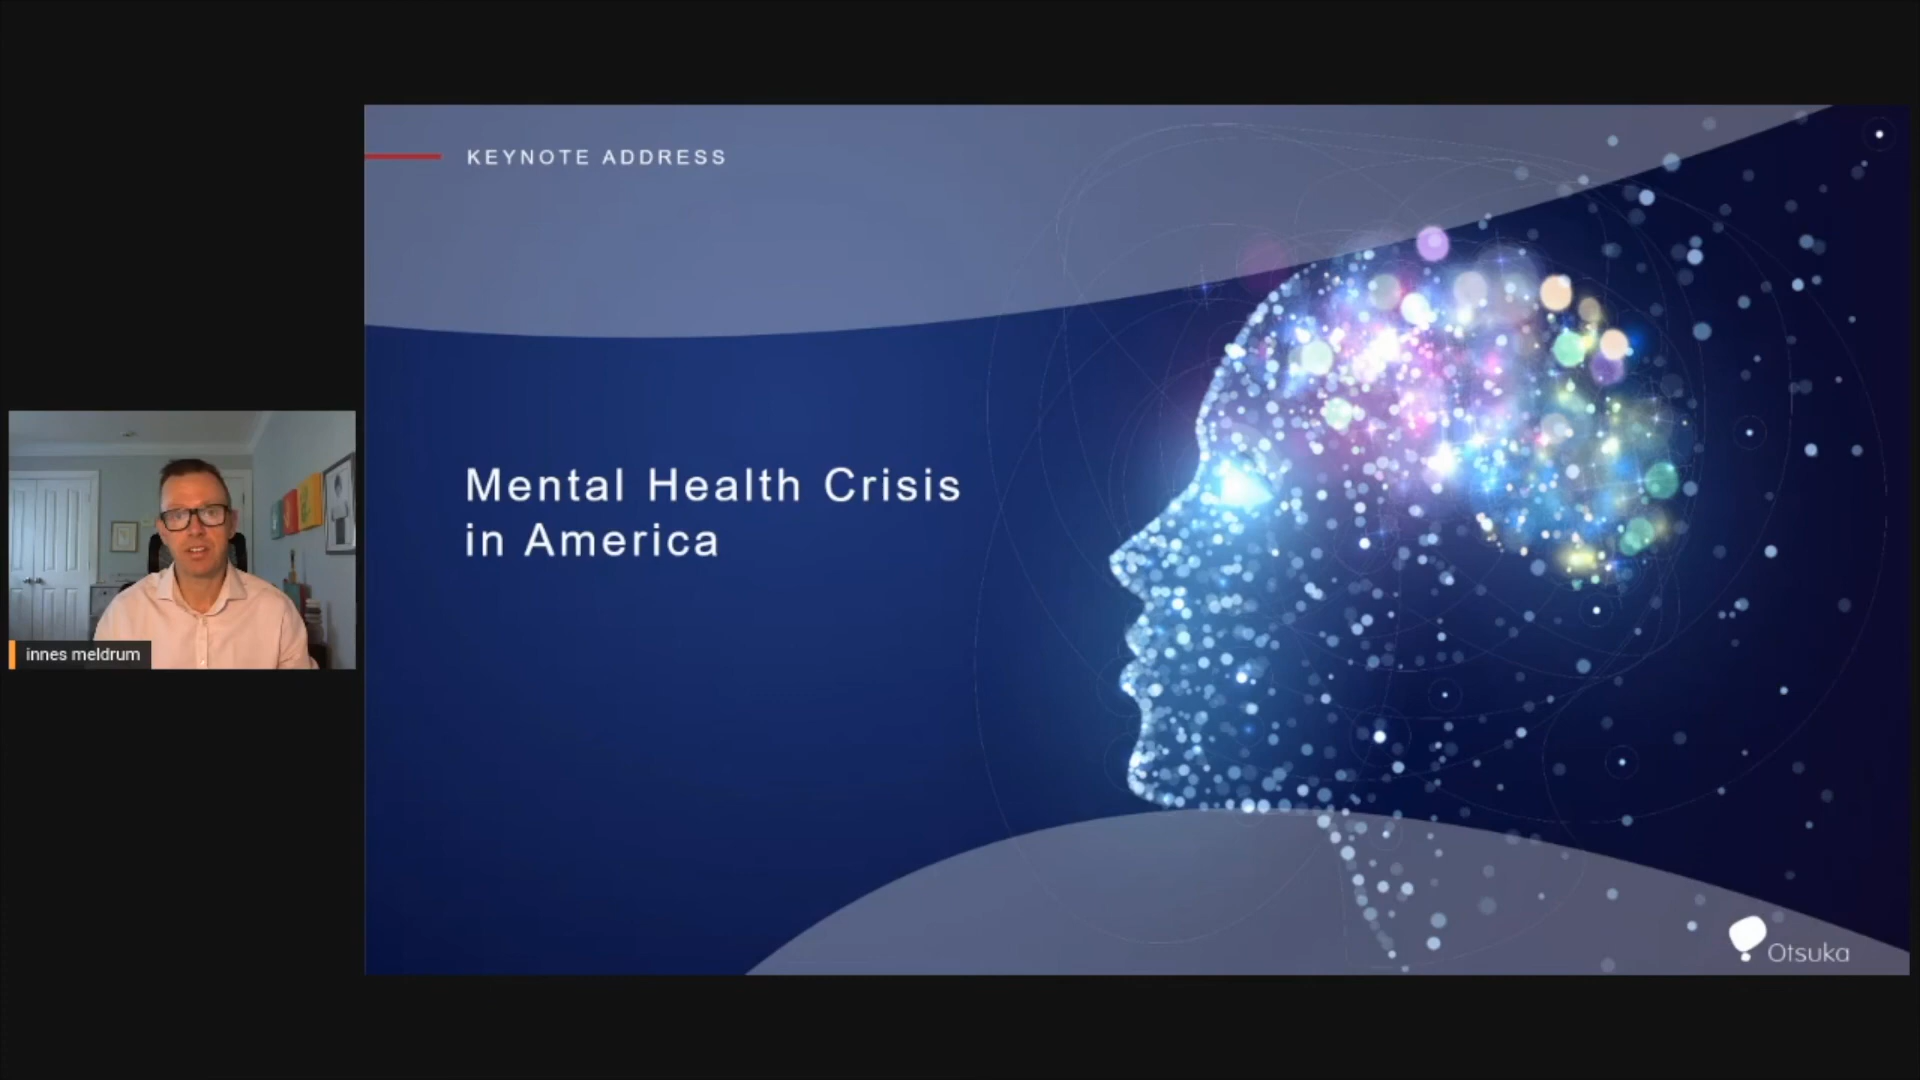 KEYNOTE ADDRESS
Mental Health Crisis
in America
innes meldrum
Otsuka